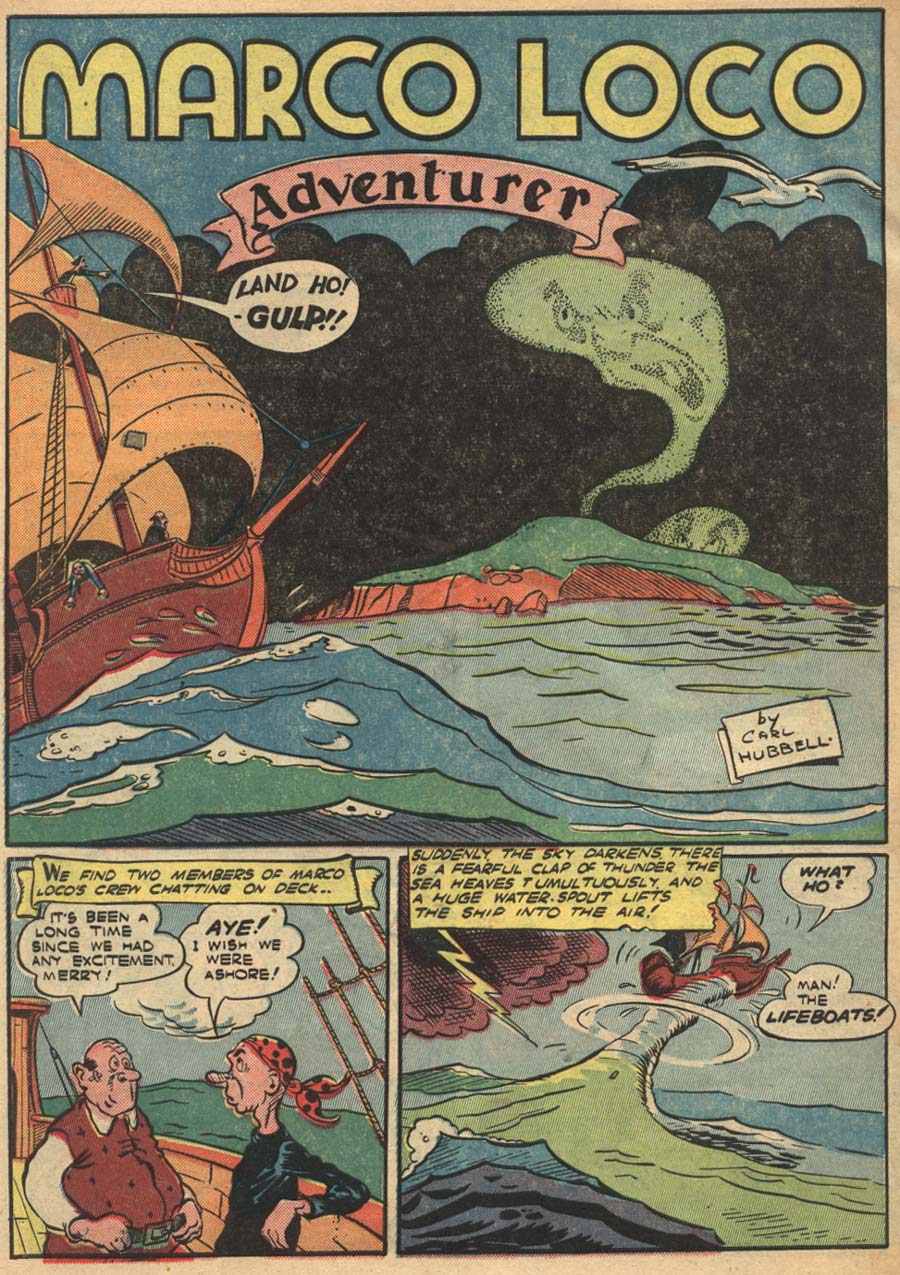 MARCO LOCO
Adventurer
LAND HO!
-GULP!!
by
CARL
HUBBELL.
WE FIND TWO MEMBERS OF MARCO
LOCO'S CREW CHATTING ON DECK..
IT'S BEEN A
LONG TIME
SINCE WE HAD
ANY EXCITEMENT,
MERRY!
AYE!
I WISH WE
WERE
ASHORE!
SUDDENLY, THE SKY DARKENS, THERE
IS A FEARFUL CLAP OF THUNDER THE
SEA HEAVES TUMULTUOUSLY, AND
A HUGE WATER-SPOUT LIFTS
THE SHIP INTO THE AIR!
WHAT
HO?
MAN!
THE
LIFEBOATS!